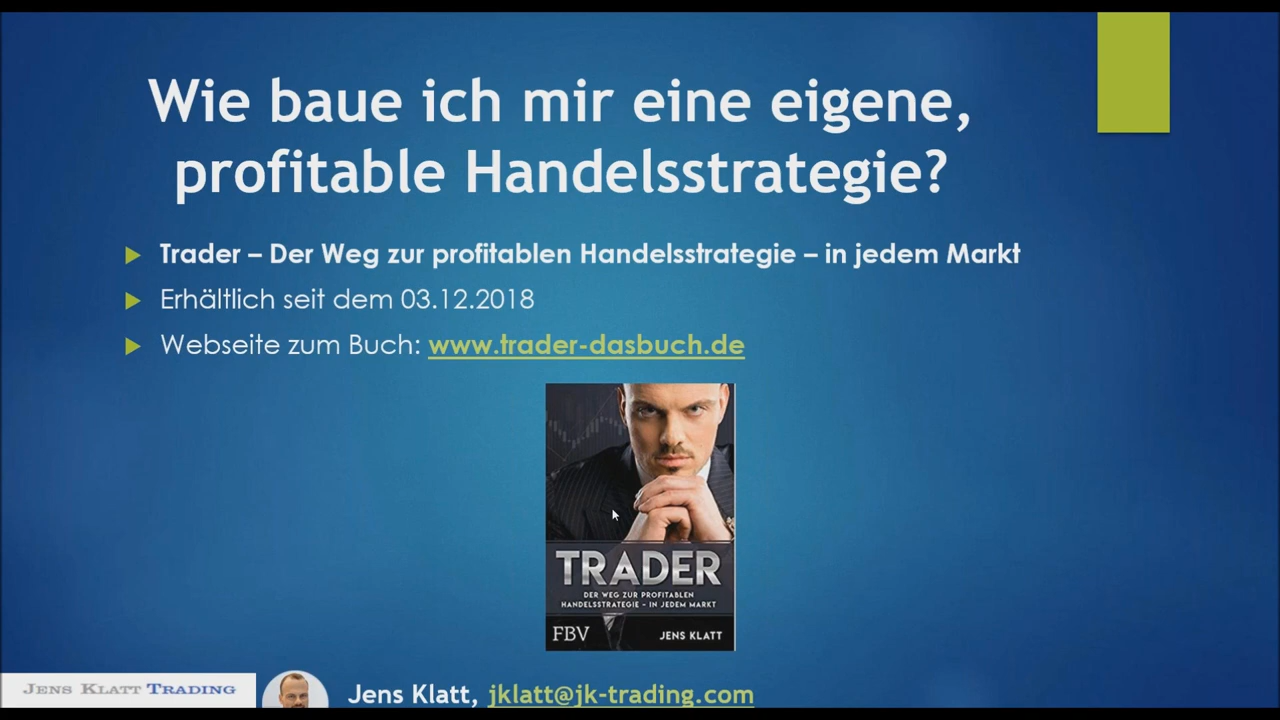 Wie baue ich mir eine eigene,
profitable Handelsstrategie?
Trader – Der Weg zur profitablen Handelsstrategie – in jedem Markt
Erhältlich seit dem 03.12.2018
Webseite zum Buch: www.trader-dasbuch.de
TRADER
DER WEG ZUR PROFITABLEN
HANDELSSTRATEGIE – IN JEDEM MARKT
FBV JENS KLATT
JENS KLATT TRADING
Jens Klatt, jklatt@jk-trading.com